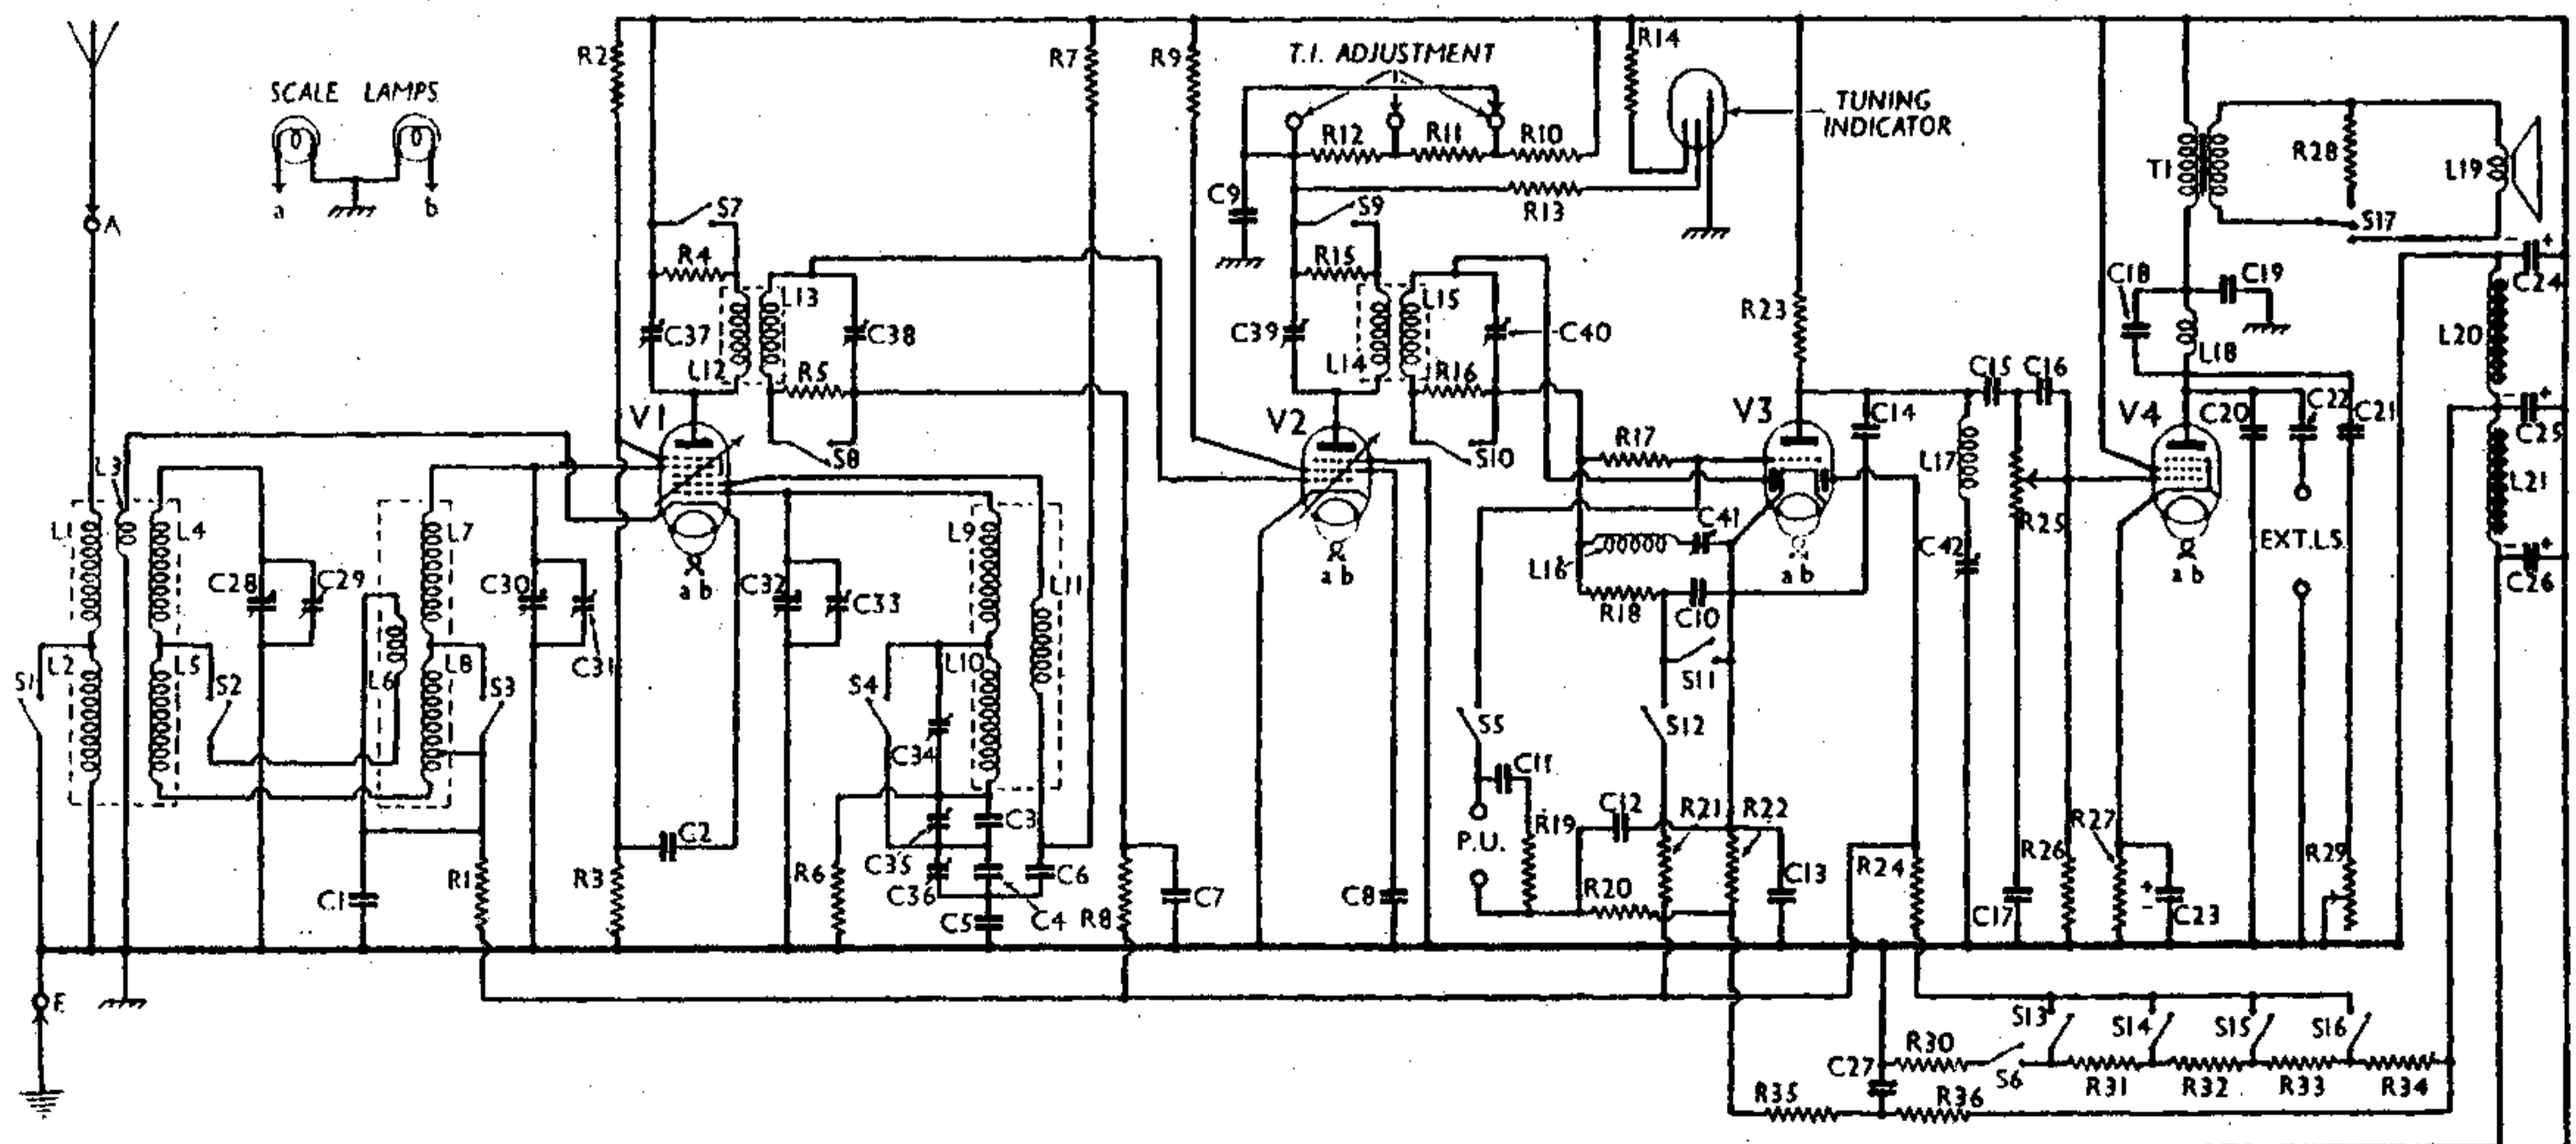 R2
R7
R9
T.I. ADJUSTMENT
R14
SCALE LAMPS
TUNING
INDICATOR
R12
R11
R10
R28
T1
L19
a
b
C9
R13
A
S7
S9
S17
- +
R4
R15
C18
C19
C24
L13
L15
R23
C37
C38
C39
C40
L20
L12
L14
L18
R5
R16
C15
C16
- +
V1
V2
V3
C14
V4
C20
C22
C21
C25
S8
R17
S10
L3
L17
L21
L1
L4
L7
L9
C41
R25
EXT.L.S.
C42
- +
L16
C28
C29
C30
a b
C32
C33
L11
a b
a b
a b
C26
R18
C10
C31
L2
L5
L6
L8
L10
S1
S2
S3
S4
S11
S5
S12
C34
C11
C12
R21
R22
R19
C2
C3
P.U.
R27
C35
R1
R3
R6
C36
C6
R20
C13
R24
R26
R29
C1
C5
C4
R8
C7
C8
C17
+
-
C23
E
S13
S14
S15
S16
R30
C27
S6
R31
R32
R33
R34
R35
R36